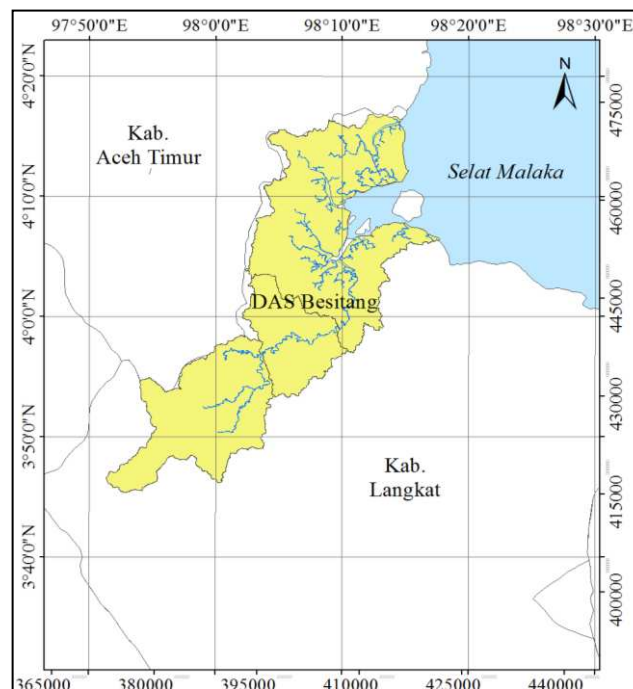 97°50'0"E 98°0'0"E 98°10'0"E 98°20'0"E 98°30'0"E
4°20'0"N
N
475000
Kab.
Aceh Timur
Selat Malaka
4°10'0"N
460000
DAS Besitang
4°0'0"N
445000
430000
3°50'0"N
Kab.
Langkat
415000
3°40'0"N
400000
365000 380000 395000 410000 425000 440000